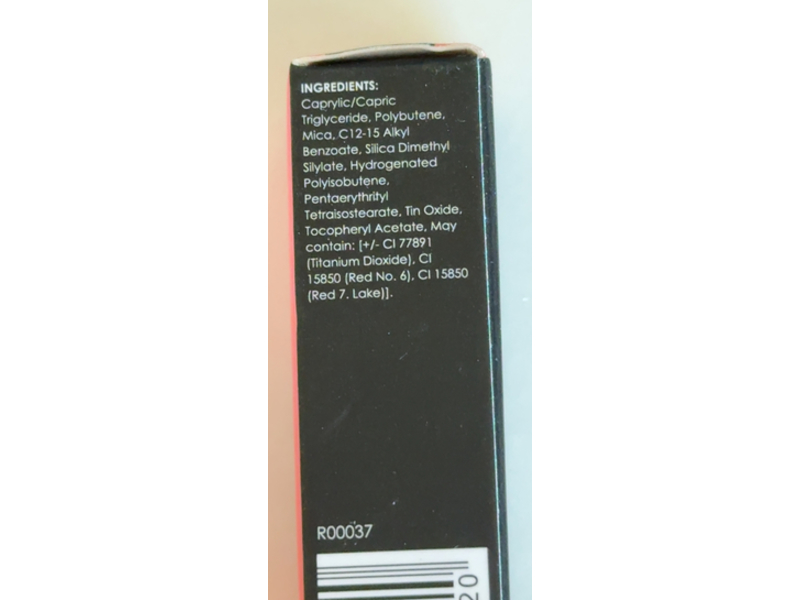 INGREDIENTS:
Caprylic/Capric
Triglyceride, Polybutene,
Mica, C12-15 Alkyl
Benzoate, Silica Dimethyl
Silylate, Hydrogenated
Polyisobutene,
Pentaerythrityl
Tetraisostearate, Tin Oxide,
Tocopheryl Acetate, May
contain: [+/- CI 77891
(Titanium Dioxide), CI
15850 (Red No. 6), CI 15850
(Red 7. Lake)].
R00037
20